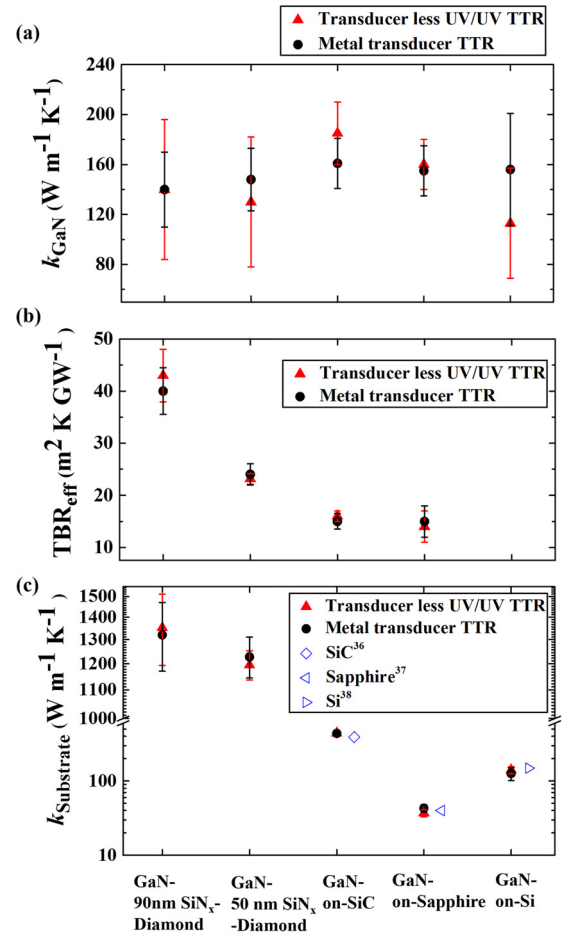 (a)
Transducer less UV/UV TTR
Metal transducer TTR
240
200
160
120
80
k_GaN (W m⁻¹ K⁻¹)
(b)
50
40
30
20
10
TBR_eff (m² K GW⁻¹)
Transducer less UV/UV TTR
Metal transducer TTR
(c)
1500
1400
1300
1200
1100
1000
100
10
k_Substrate (W m⁻¹ K⁻¹)
Transducer less UV/UV TTR
Metal transducer TTR
SiC³⁶
Sapphire³⁷
Si³⁸
GaN-
90nm SiNₓ-
Diamond
GaN-
50 nm SiNₓ
-Diamond
GaN-
on-SiC
GaN-
on-Sapphire
GaN-
on-Si